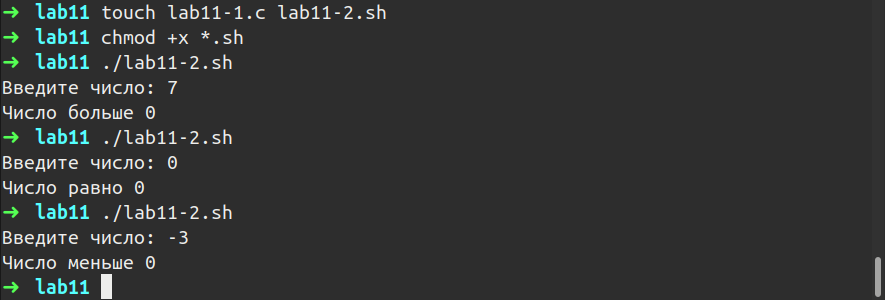 ➜ lab11 touch lab11-1.c lab11-2.sh
➜ lab11 chmod +x *.sh
➜ lab11 ./lab11-2.sh
Введите число: 7
Число больше 0
➜ lab11 ./lab11-2.sh
Введите число: 0
Число равно 0
➜ lab11 ./lab11-2.sh
Введите число: -3
Число меньше 0
➜ lab11